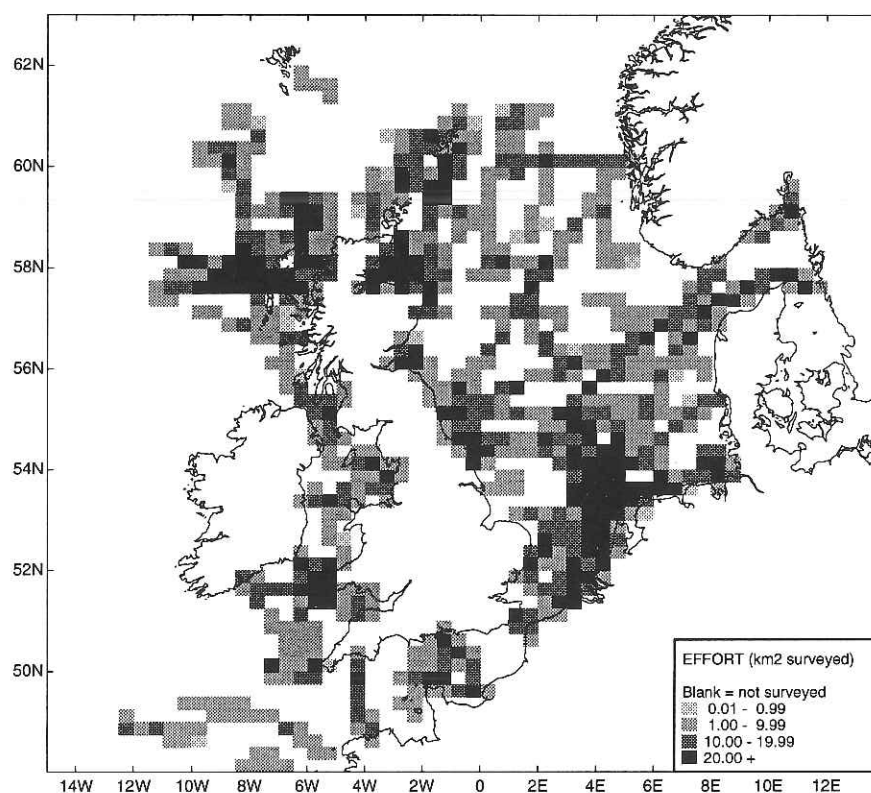 62N
60N
58N
56N
54N
52N
50N
EFFORT (km2 surveyed)
Blank = not surveyed
0.01 - 0.99
1.00 - 9.99
10.00 - 19.99
20.00 +
14W 12W 10W 8W 6W 4W 2W 0 2E 4E 6E 8E 10E 12E